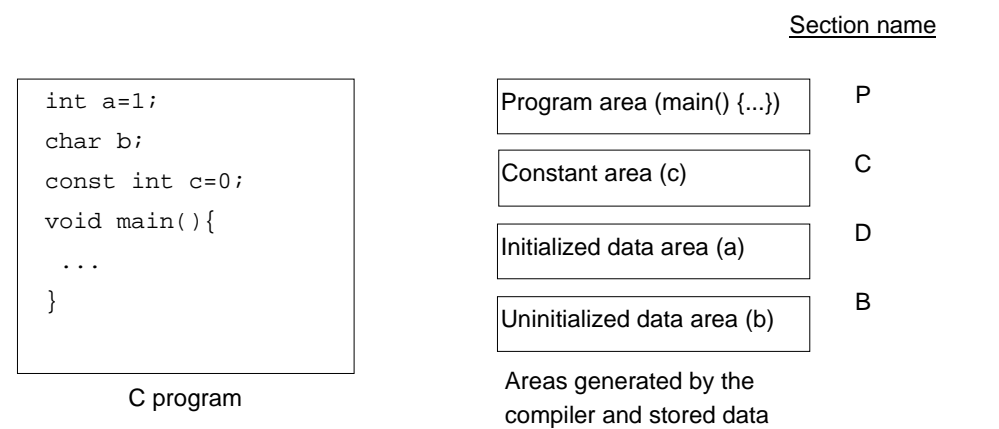 Section name
int a=1;
char b;
const int c=0;
void main(){
...
}
C program
Program area (main() {...}) P
Constant area (c) C
Initialized data area (a) D
Uninitialized data area (b) B
Areas generated by the
compiler and stored data